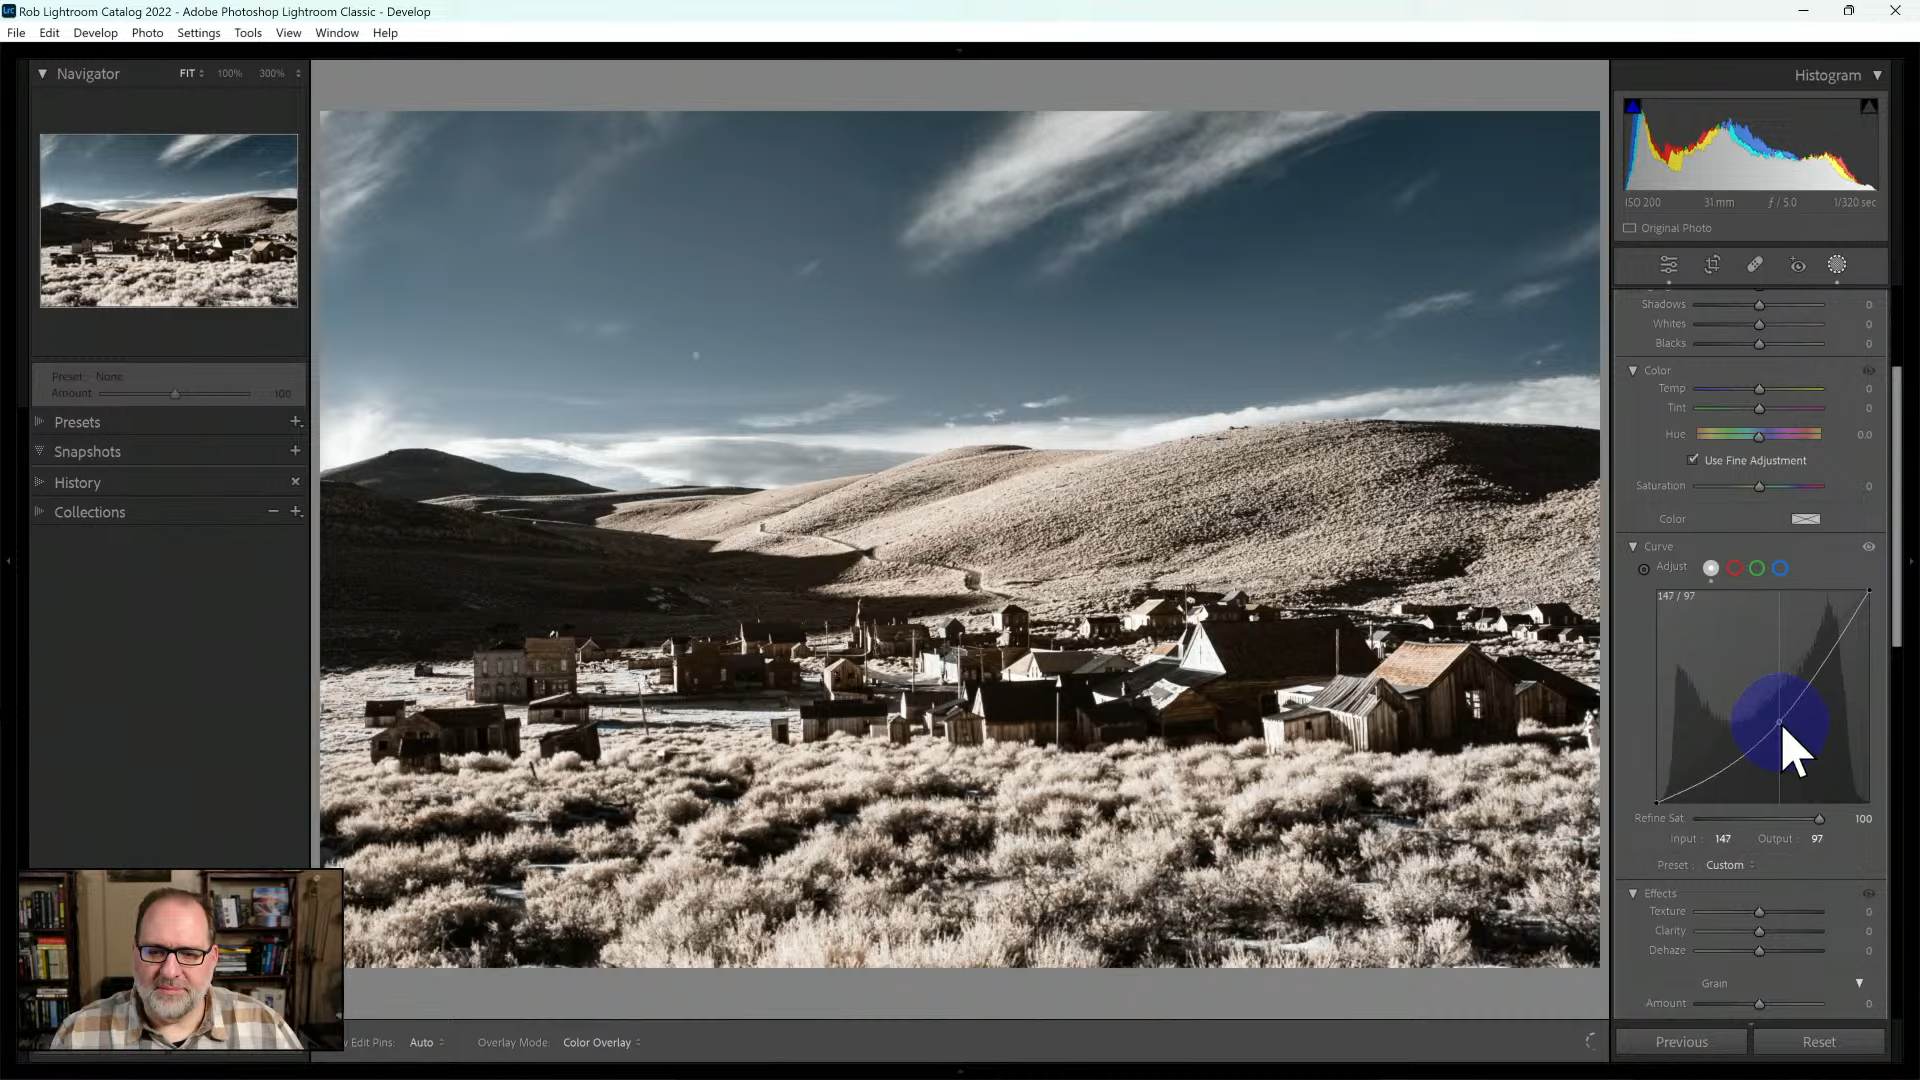 Rob Lightroom Catalog 2022 - Adobe Photoshop Lightroom Classic - Develop
File Edit Develop Photo Settings Tools View Window Help
Navigator FIT 100% 300%
Preset: None
Amount 100
Presets
Snapshots
History
Collections
Edit Pins: Auto Overlay Mode: Color Overlay
Histogram
ISO 200 31 mm ƒ / 5.0 1/320 sec
Original Photo
Shadows 0
Whites 0
Blacks 0
Color
Temp 0
Tint 0
Hue 0.0
Use Fine Adjustment
Saturation 0
Color
Curve
Adjust
147 / 97
Refine Sat. 100
Input : 147 Output : 97
Preset : Custom
Effects
Texture 0
Clarity 0
Dehaze 0
Grain
Amount 0
Previous Reset